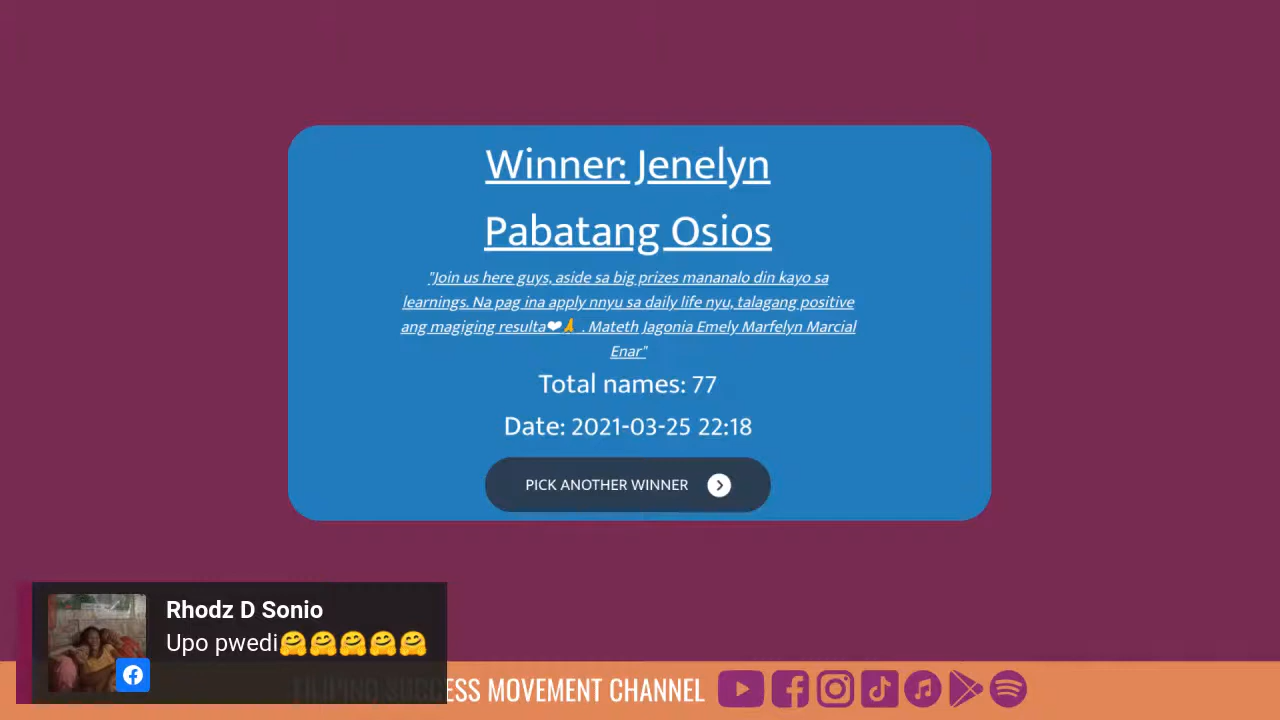 Winner: Jenelyn
Pabatang Osios
"Join us here guys, aside sa big prizes mananalo din kayo sa
learnings. Na pag ina apply nnyu sa daily life nyu, talagang positive
ang magiging resulta❤🙏 . Mateth Jagonia Emely Marfelyn Marcial
Enar"
Total names: 77
Date: 2021-03-25 22:18
PICK ANOTHER WINNER
Rhodz D Sonio
Upo pwedi🤗🤗🤗🤗🤗
FILIPINO SUCCESS MOVEMENT CHANNEL